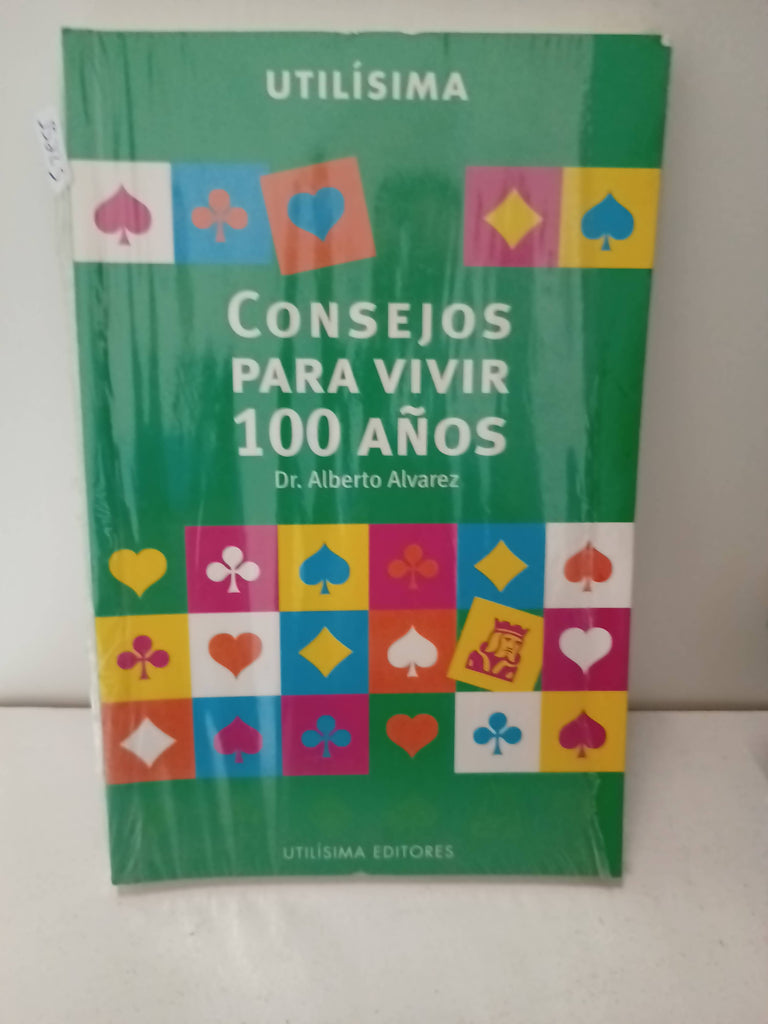 UTILÍSIMA
CONSEJOS
PARA VIVIR
100 AÑOS
Dr. Alberto Alvarez
UTILÍSIMA EDITORES